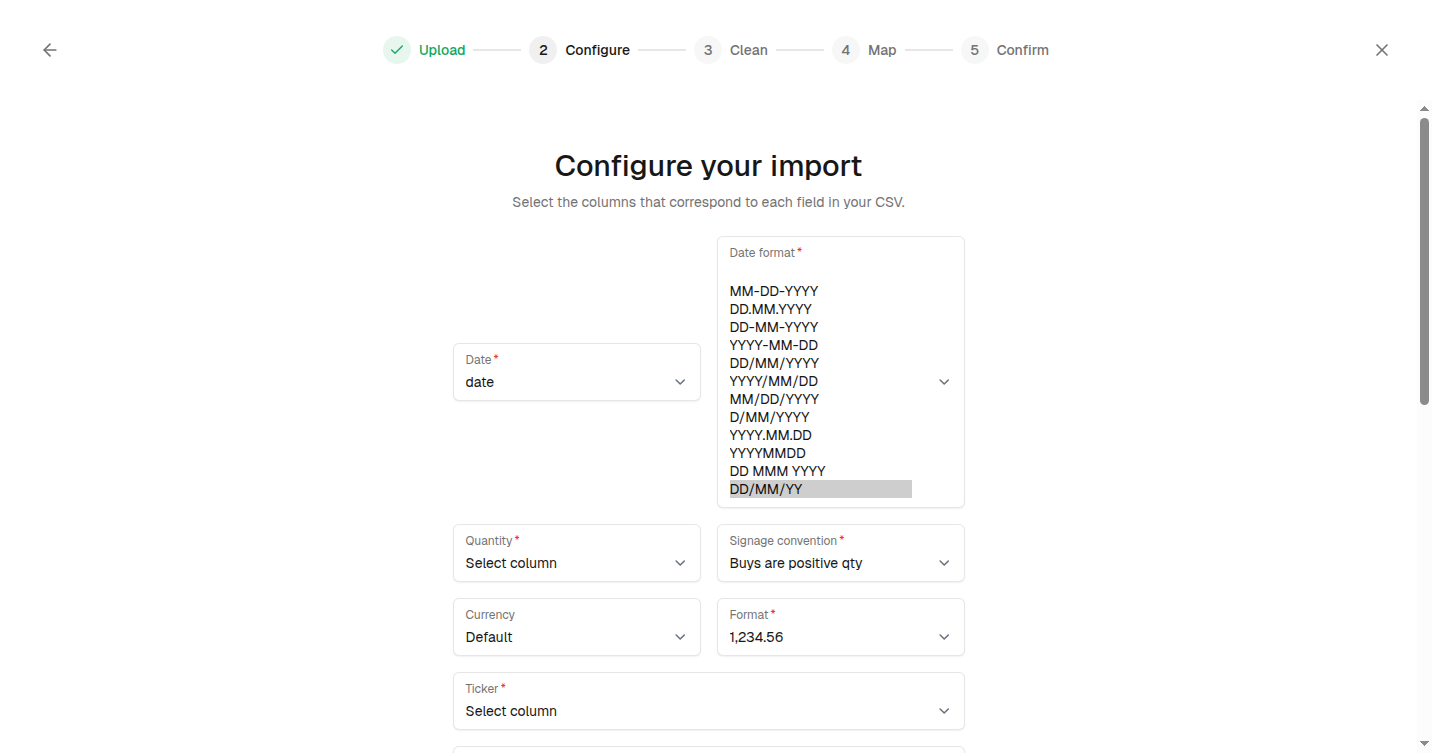 Upload
2 Configure
3 Clean
4 Map
5 Confirm
Configure your import
Select the columns that correspond to each field in your CSV.
Date*
date
Date format*
MM-DD-YYYY
DD.MM.YYYY
DD-MM-YYYY
YYYY-MM-DD
DD/MM/YYYY
YYYY/MM/DD
MM/DD/YYYY
D/MM/YYYY
YYYY.MM.DD
YYYYMMDD
DD MMM YYYY
DD/MM/YY
Quantity*
Select column
Signage convention*
Buys are positive qty
Currency
Default
Format*
1,234.56
Ticker*
Select column